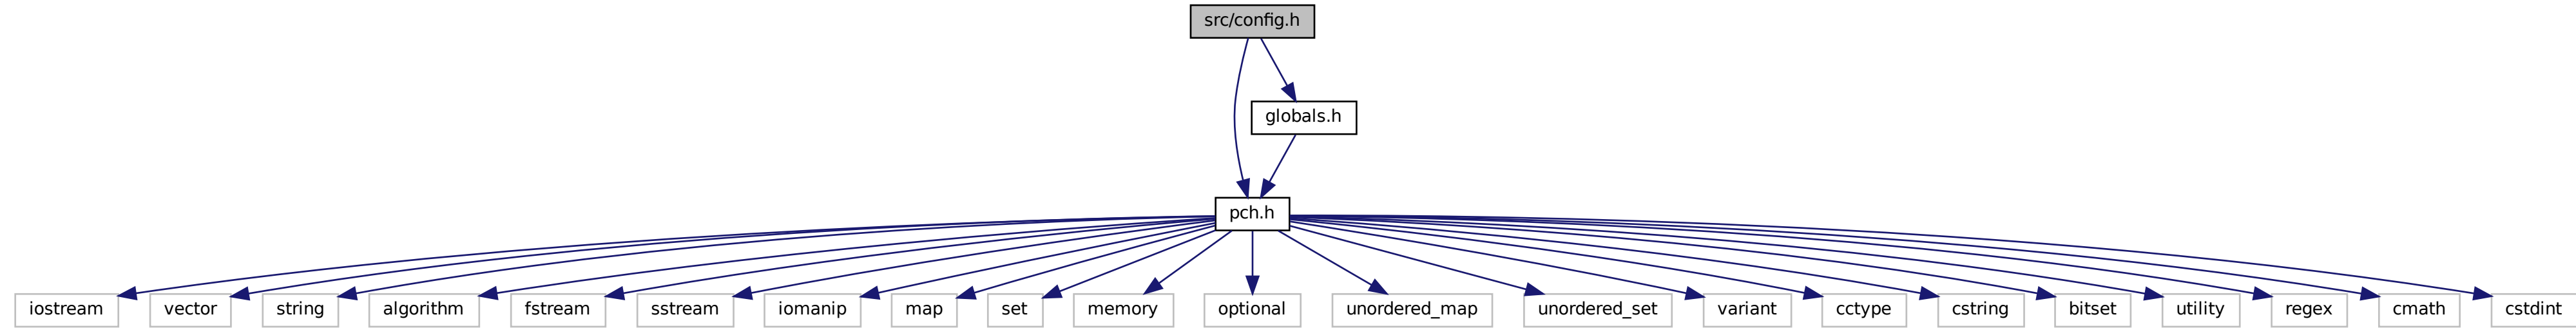 src/config.h
globals.h
pch.h
iostream
vector
string
algorithm
fstream
sstream
iomanip
map
set
memory
optional
unordered_map
unordered_set
variant
cctype
cstring
bitset
utility
regex
cmath
cstdint